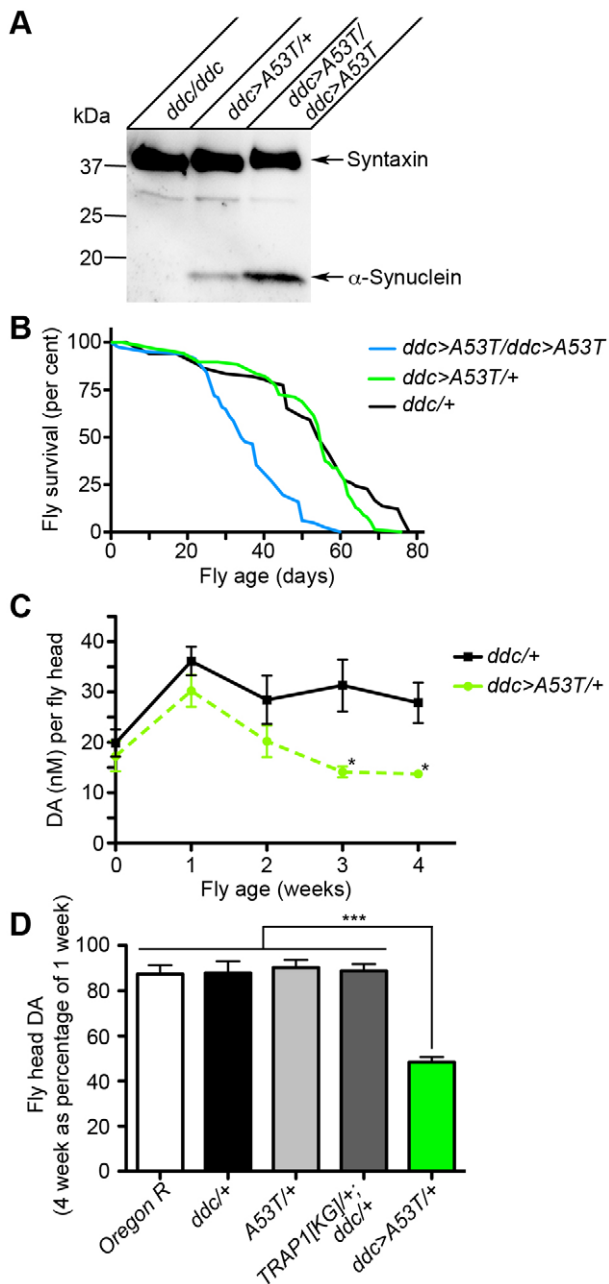 A
ddc/ddc
ddc>A53T/+
ddc>A53T/
ddc>A53T
kDa
37
Syntaxin
25
20
α-Synuclein
B
Fly survival (per cent)
100
75
50
25
0
0 20 40 60 80
Fly age (days)
ddc>A53T/ddc>A53T
ddc>A53T/+
ddc/+
C
DA (nM) per fly head
40
30
20
10
0
* *
0 1 2 3 4
Fly age (weeks)
ddc/+
ddc>A53T/+
D
***
Fly head DA
(4 week as percentage of 1 week)
100
80
60
40
20
0
Oregon R
ddc/+
A53T/+
TRAP1[KG]/+;
ddc/+
ddc>A53T/+